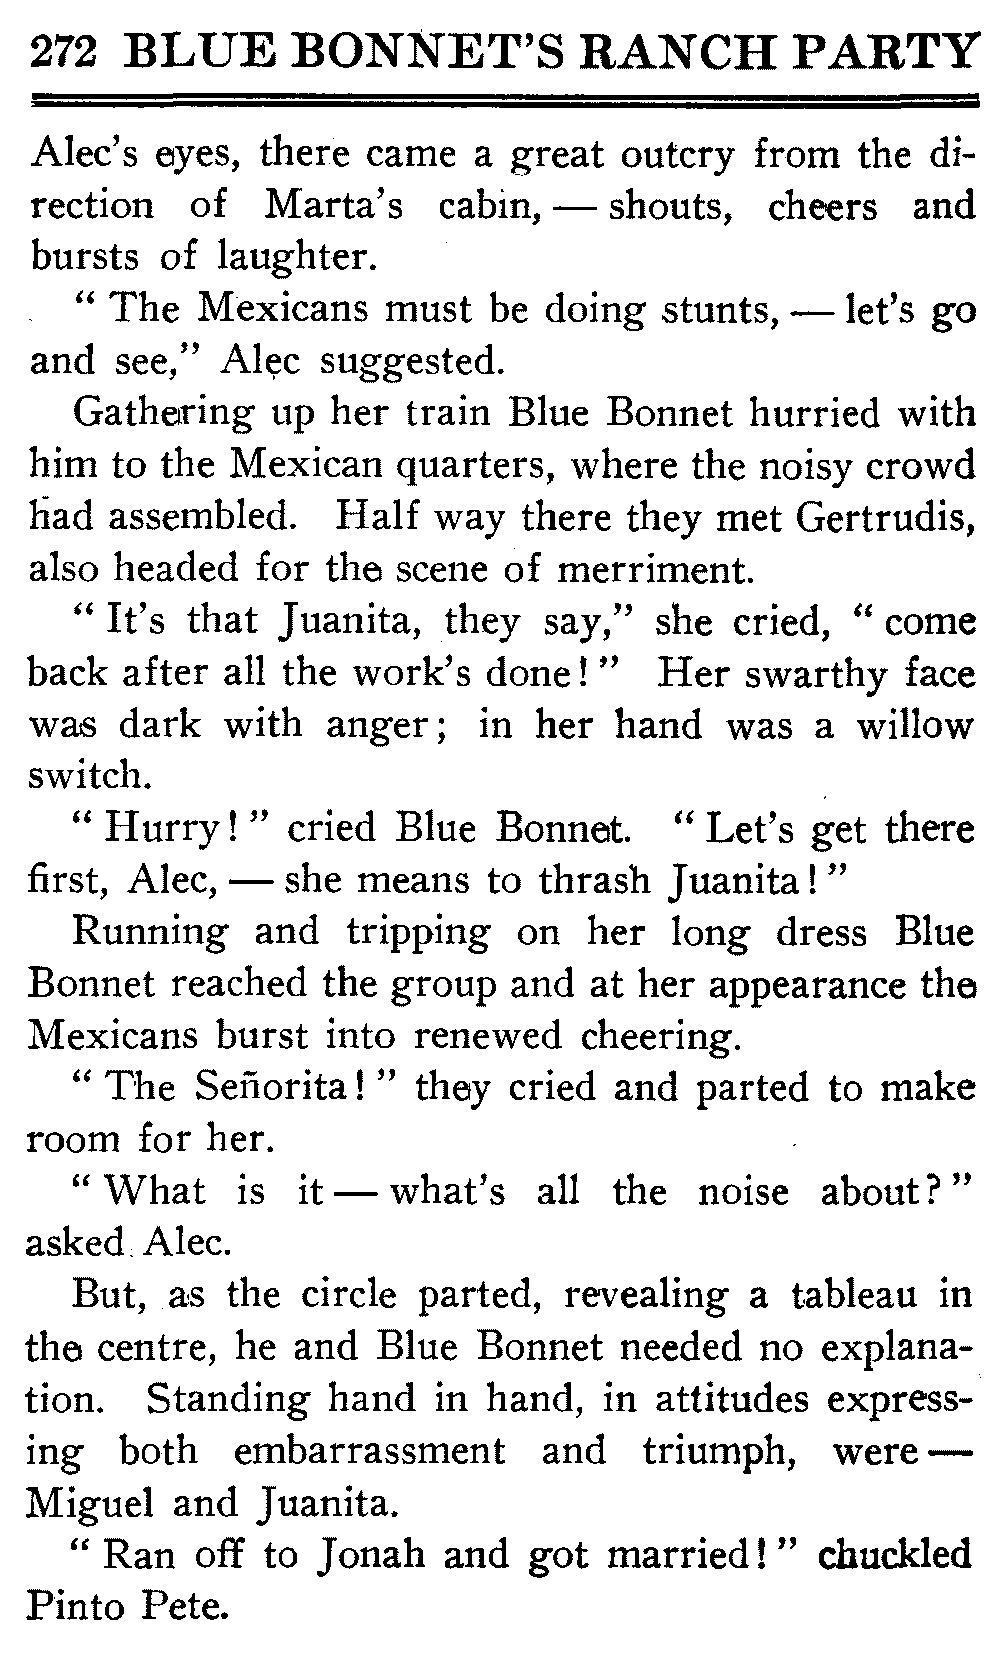 272 BLUE BONNET'S RANCH PARTY
Alec's eyes, there came a great outcry from the di-
rection of Marta's cabin, — shouts, cheers and
bursts of laughter.
" The Mexicans must be doing stunts, — let's go
and see," Alec suggested.
Gathering up her train Blue Bonnet hurried with
him to the Mexican quarters, where the noisy crowd
had assembled. Half way there they met Gertrudis,
also headed for the scene of merriment.
" It's that Juanita, they say," she cried, " come
back after all the work's done! " Her swarthy face
was dark with anger; in her hand was a willow
switch.
" Hurry! " cried Blue Bonnet. " Let's get there
first, Alec, — she means to thrash Juanita! "
Running and tripping on her long dress Blue
Bonnet reached the group and at her appearance the
Mexicans burst into renewed cheering.
" The Señorita! " they cried and parted to make
room for her.
" What is it — what's all the noise about? "
asked Alec.
But, as the circle parted, revealing a tableau in
the centre, he and Blue Bonnet needed no explana-
tion. Standing hand in hand, in attitudes express-
ing both embarrassment and triumph, were —
Miguel and Juanita.
" Ran off to Jonah and got married! " chuckled
Pinto Pete.